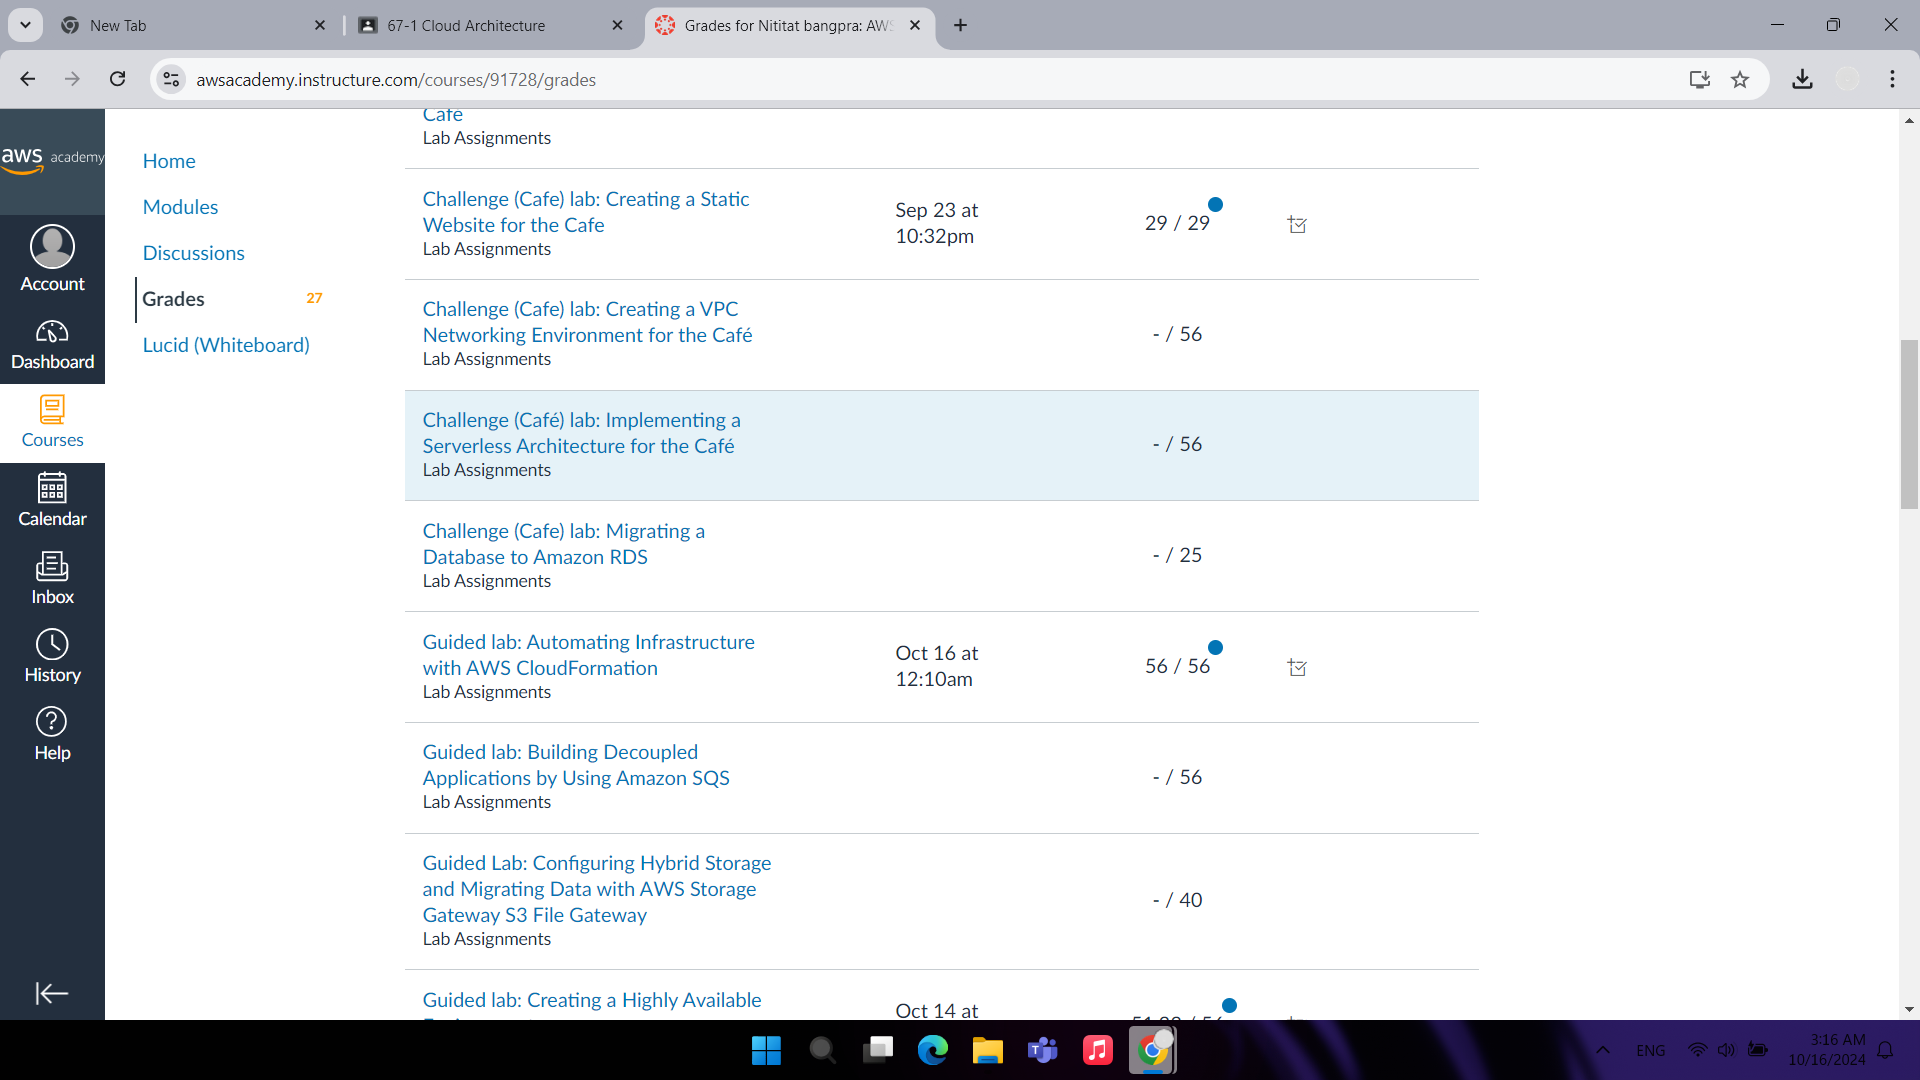 New Tab
67-1 Cloud Architecture
Grades for Nititat bangpra: AWS
awsacademy.instructure.com/courses/91728/grades
aws academy
Account
Dashboard
Courses
Calendar
Inbox
History
Help
Home
Modules
Discussions
Grades 27
Lucid (Whiteboard)
Cafe
Lab Assignments
Challenge (Cafe) lab: Creating a Static
Website for the Cafe
Lab Assignments
Sep 23 at
10:32pm
29 / 29
Challenge (Cafe) lab: Creating a VPC
Networking Environment for the Café
Lab Assignments
- / 56
Challenge (Café) lab: Implementing a
Serverless Architecture for the Café
Lab Assignments
- / 56
Challenge (Cafe) lab: Migrating a
Database to Amazon RDS
Lab Assignments
- / 25
Guided lab: Automating Infrastructure
with AWS CloudFormation
Lab Assignments
Oct 16 at
12:10am
56 / 56
Guided lab: Building Decoupled
Applications by Using Amazon SQS
Lab Assignments
- / 56
Guided Lab: Configuring Hybrid Storage
and Migrating Data with AWS Storage
Gateway S3 File Gateway
Lab Assignments
- / 40
Guided lab: Creating a Highly Available
Oct 14 at
ENG
3:16 AM
10/16/2024